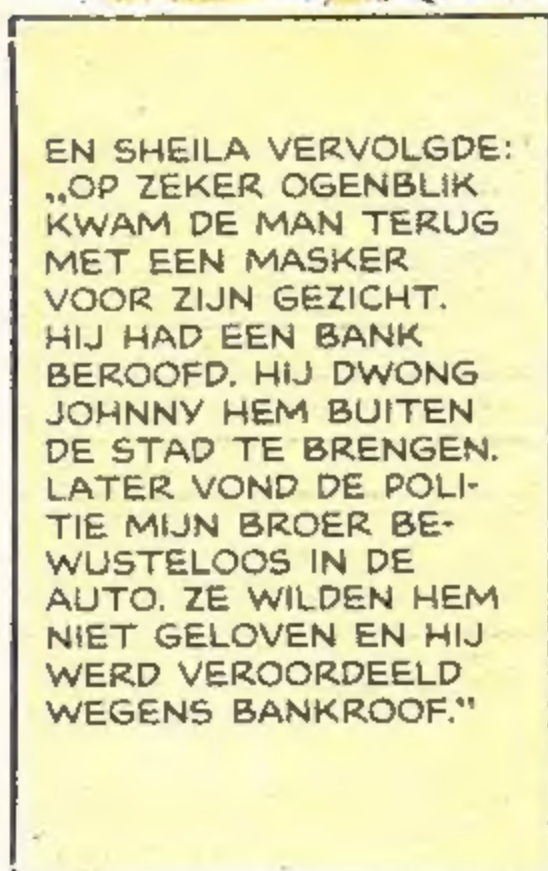 EN SHEILA VERVOLGDE:
„OP ZEKER OGENBLIK
KWAM DE MAN TERUG
MET EEN MASKER
VOOR ZIJN GEZICHT.
HIJ HAD EEN BANK
BEROOFD. HIJ DWONG
JOHNNY HEM BUITEN
DE STAD TE BRENGEN.
LATER VOND DE POLI-
TIE MIJN BROER BE-
WUSTELOOS IN DE
AUTO. ZE WILDEN HEM
NIET GELOVEN EN HIJ
WERD VEROORDEELD
WEGENS BANKROOF."